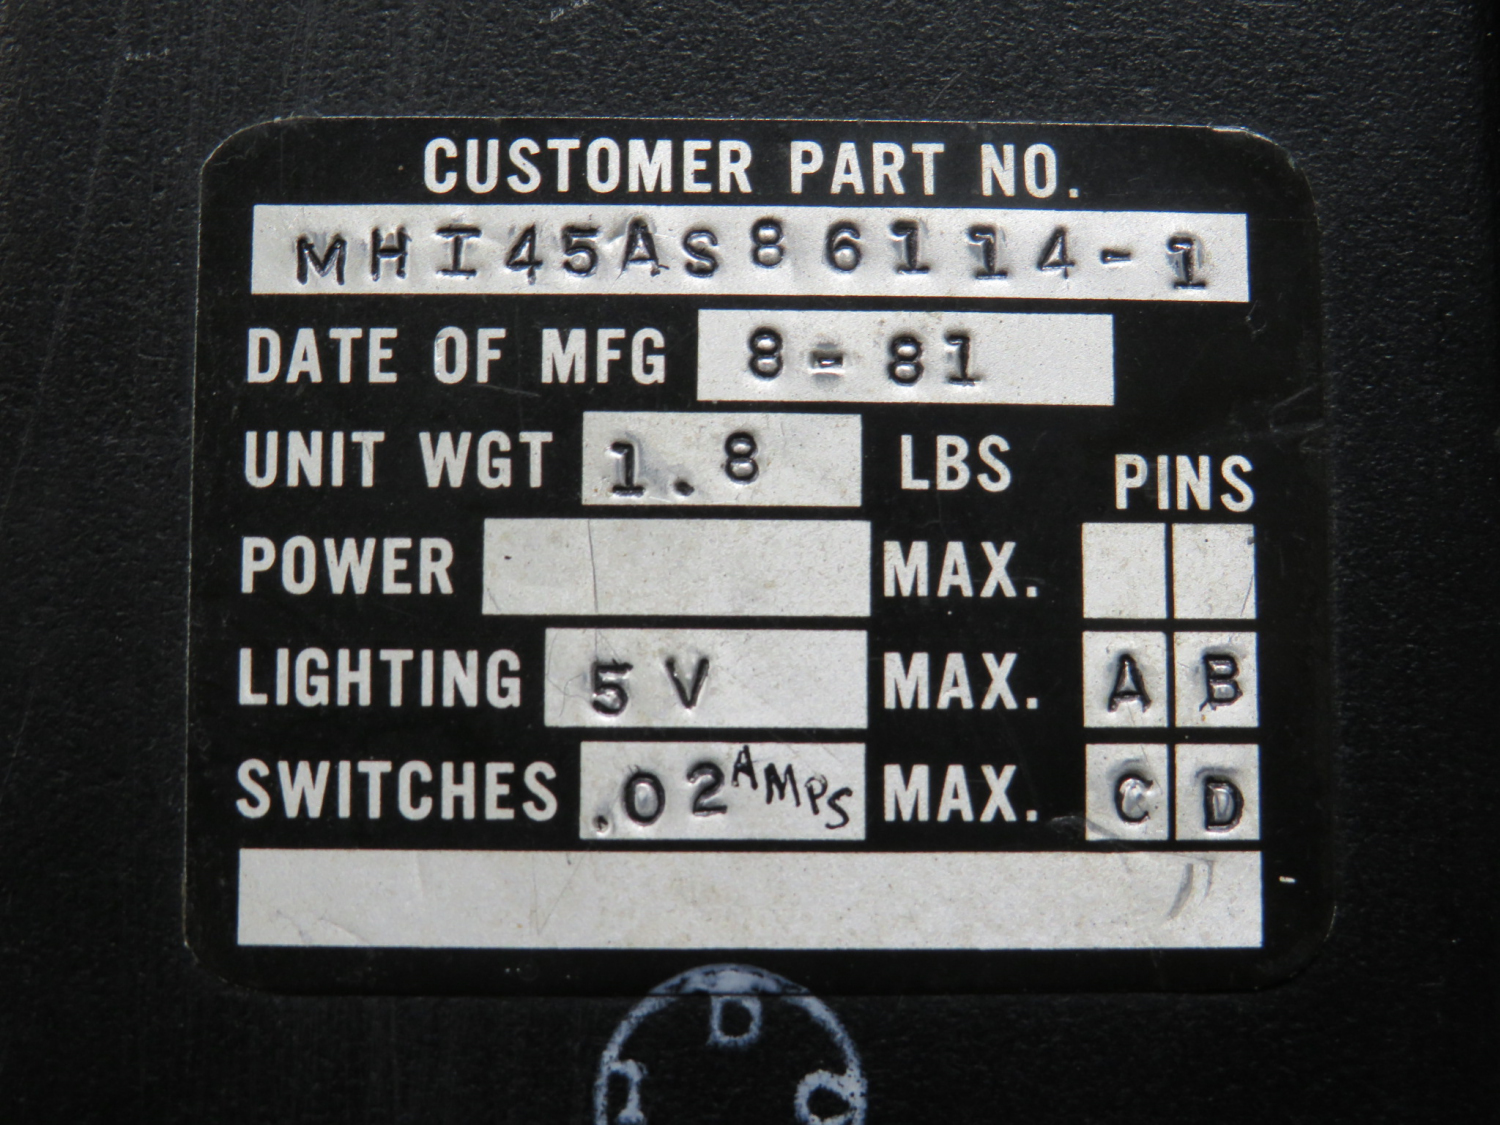 CUSTOMER PART NO.
MHI45AS86114-1
DATE OF MFG 8-81
UNIT WGT 1.8 LBS PINS
POWER MAX.
LIGHTING 5V MAX. A B
SWITCHES .02 AMPS MAX. C D
D
C